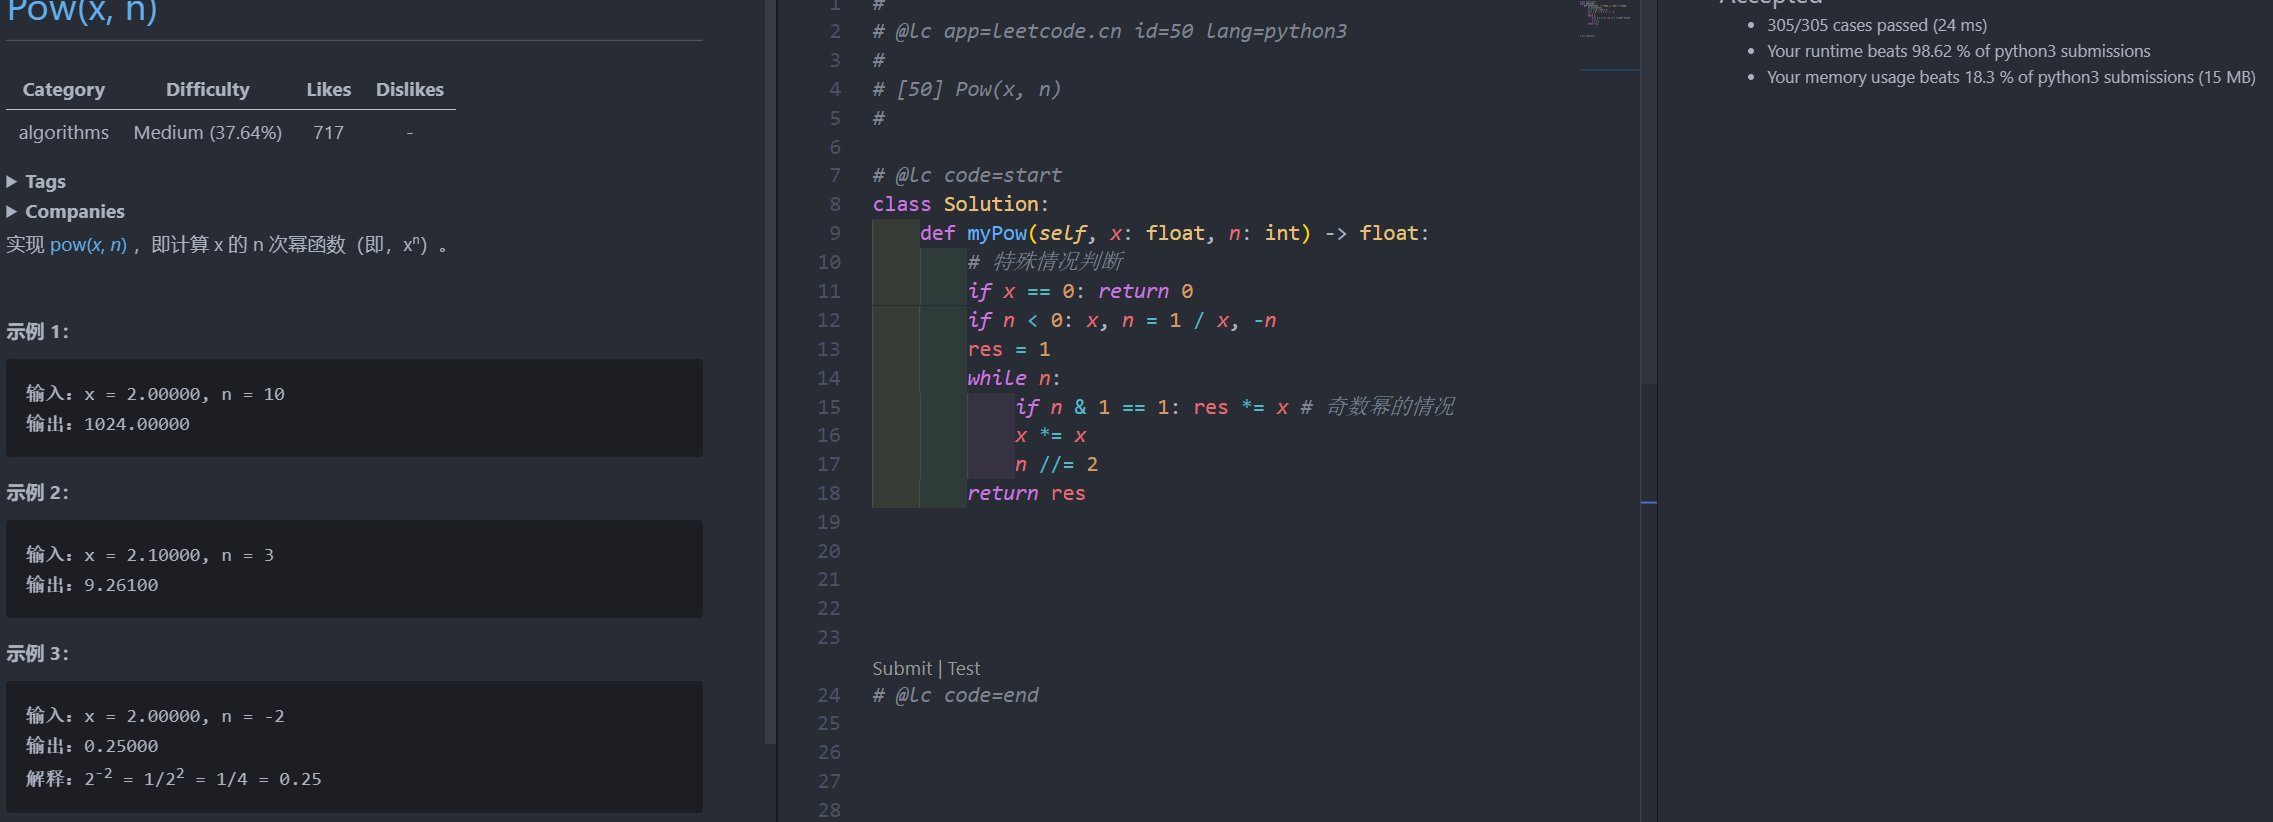 Pow(x, n)
Category Difficulty Likes Dislikes
algorithms Medium (37.64%) 717 -
Tags
Companies
实现 pow(x, n) ，即计算 x 的 n 次幂函数（即，xⁿ）。
示例 1：
输入：x = 2.00000, n = 10
输出：1024.00000
示例 2：
输入：x = 2.10000, n = 3
输出：9.26100
示例 3：
输入：x = 2.00000, n = -2
输出：0.25000
解释：2⁻² = 1/2² = 1/4 = 0.25
1 #
2 # @lc app=leetcode.cn id=50 lang=python3
3 #
4 # [50] Pow(x, n)
5 #
6
7 # @lc code=start
8 class Solution:
9     def myPow(self, x: float, n: int) -> float:
10         # 特殊情况判断
11         if x == 0: return 0
12         if n < 0: x, n = 1 / x, -n
13         res = 1
14         while n:
15             if n & 1 == 1: res *= x # 奇数幂的情况
16             x *= x
17             n //= 2
18         return res
19
20
21
22
23
Submit | Test
24 # @lc code=end
25
26
27
28
Accepted
305/305 cases passed (24 ms)
Your runtime beats 98.62 % of python3 submissions
Your memory usage beats 18.3 % of python3 submissions (15 MB)